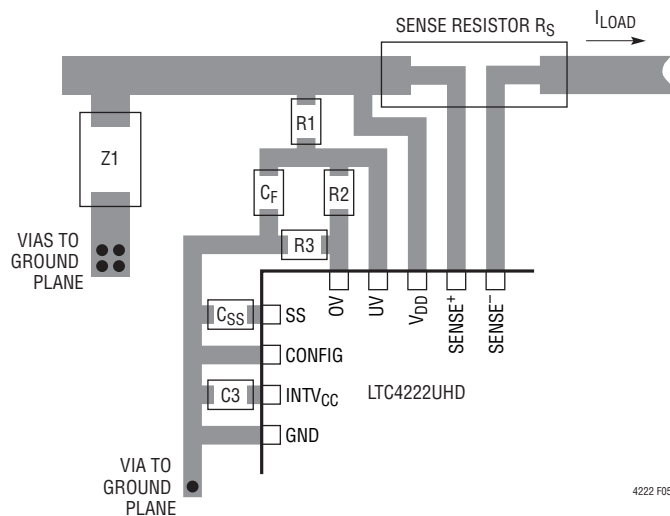 SENSE RESISTOR RS
ILOAD
R1
Z1
CF
R2
VIAS TO
GROUND
PLANE
R3
OV
UV
VDD
SENSE+
SENSE−
CSS
SS
CONFIG
C3
INTVCC
LTC4222UHD
GND
VIA TO
GROUND
PLANE
4222 F05